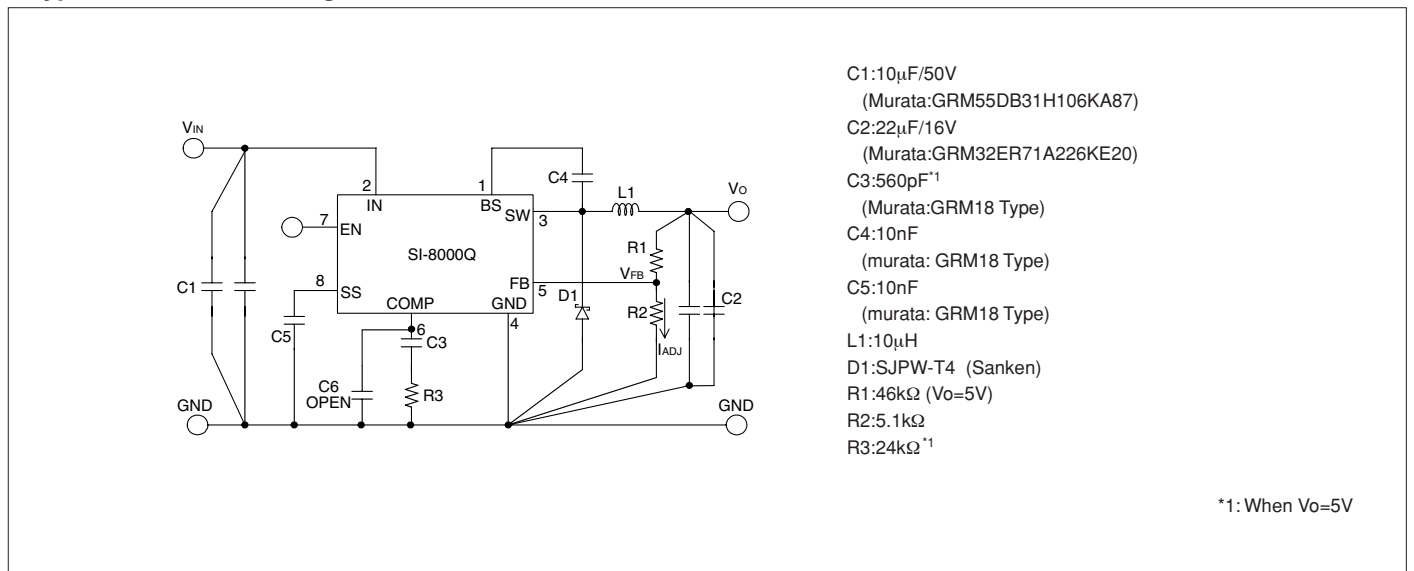 VIN
C1
GND
7
EN
8
SS
C5
2
IN
1
BS
SI-8000Q
COMP
6
C3
C6
OPEN
R3
GND
4
SW
3
FB
5
C4
D1
L1
R1
VFB
R2
IADJ
C2
VO
GND
C1:10μF/50V
(Murata:GRM55DB31H106KA87)
C2:22μF/16V
(Murata:GRM32ER71A226KE20)
C3:560pF*1
(Murata:GRM18 Type)
C4:10nF
(murata: GRM18 Type)
C5:10nF
(murata: GRM18 Type)
L1:10μH
D1:SJPW-T4 (Sanken)
R1:46kΩ (Vo=5V)
R2:5.1kΩ
R3:24kΩ*1
*1: When Vo=5V